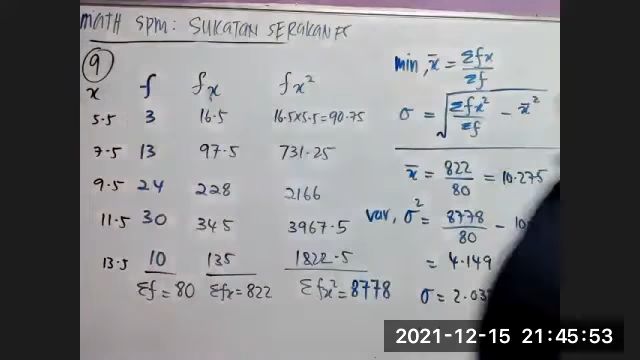 math spm: SUKATAN SERAKAN
9
x f fx fx²
5.5 3 16.5 16.5x5.5=90.75
7.5 13 97.5 731.25
9.5 24 228 2166
11.5 30 345 3967.5
13.5 10 135 1822.5
Σf = 80 Σfx=822 Σfx²=8778
min, x̄ = Σfx/Σf
σ = √(Σfx²/Σf - x̄²)
x̄ = 822/80 = 10.275
var, σ² = 8778/80 - 10
= 4.149
σ = 2.03
2021-12-15 21:45:53